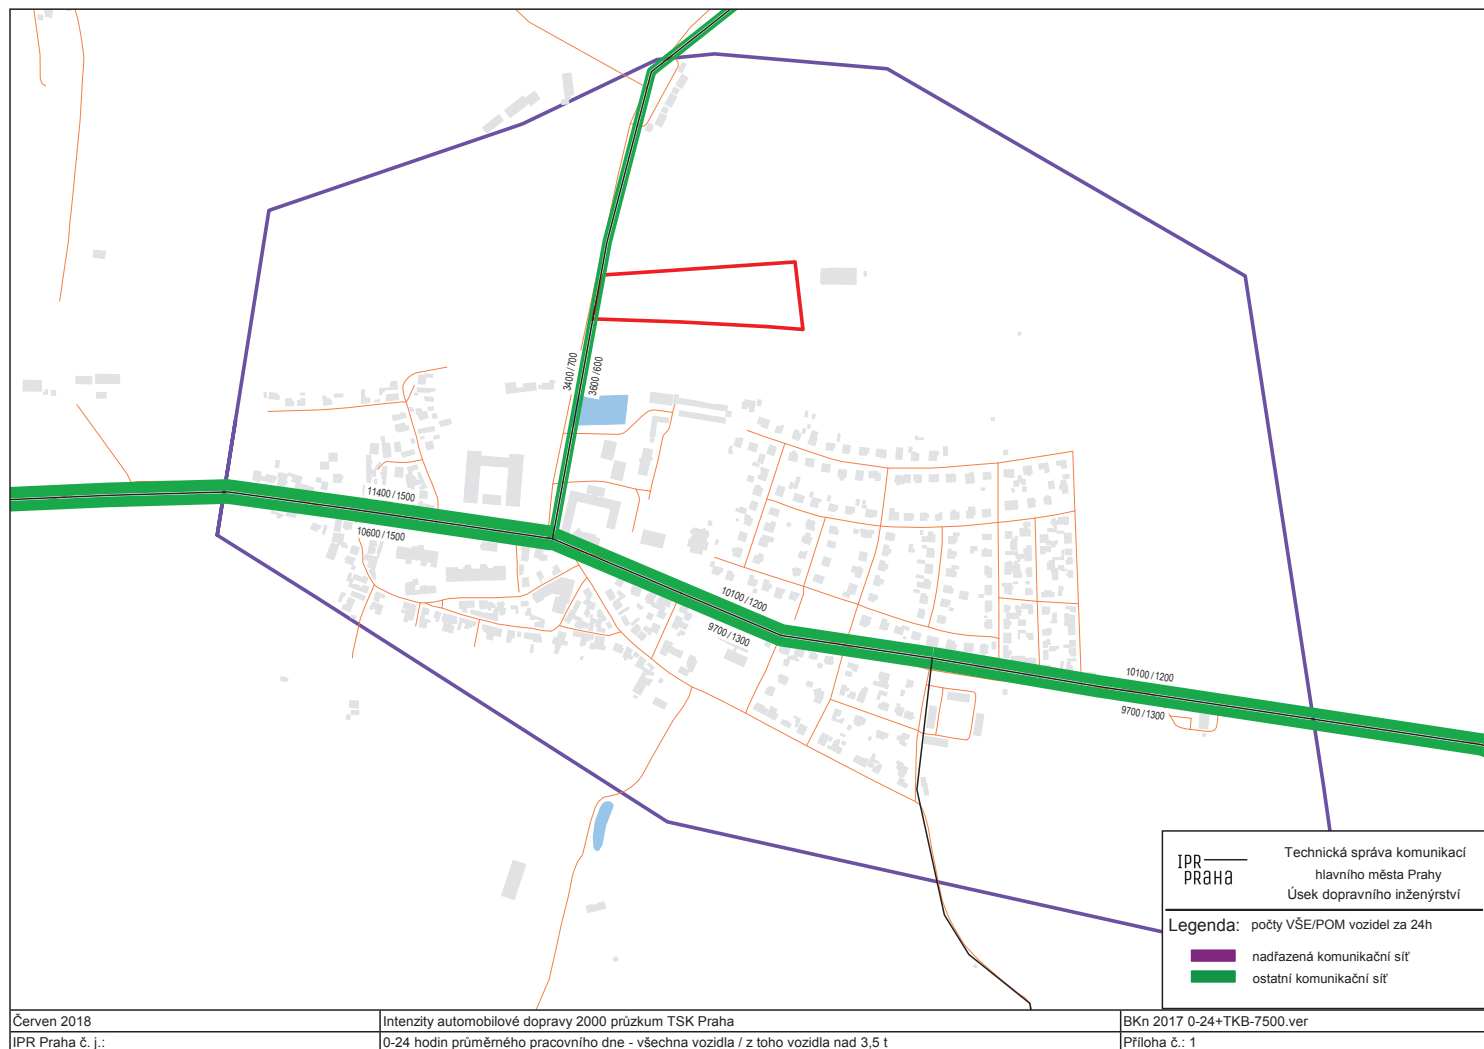 3400/700
3600/600
11400/1500
10600/1500
10100/1200
9700/1300
10100/1200
9700/1300
IPR
PRAHA
Technická správa komunikací
hlavního města Prahy
Úsek dopravního inženýrství
Legenda: počty VŠE/POM vozidel za 24h
nadřazená komunikační síť
ostatní komunikační síť
Červen 2018
Intenzity automobilové dopravy 2000 průzkum TSK Praha
BKn 2017 0-24+TKB-7500.ver
IPR Praha č. j.:
0-24 hodin průměrného pracovního dne - všechna vozidla / z toho vozidla nad 3,5 t
Příloha č.: 1